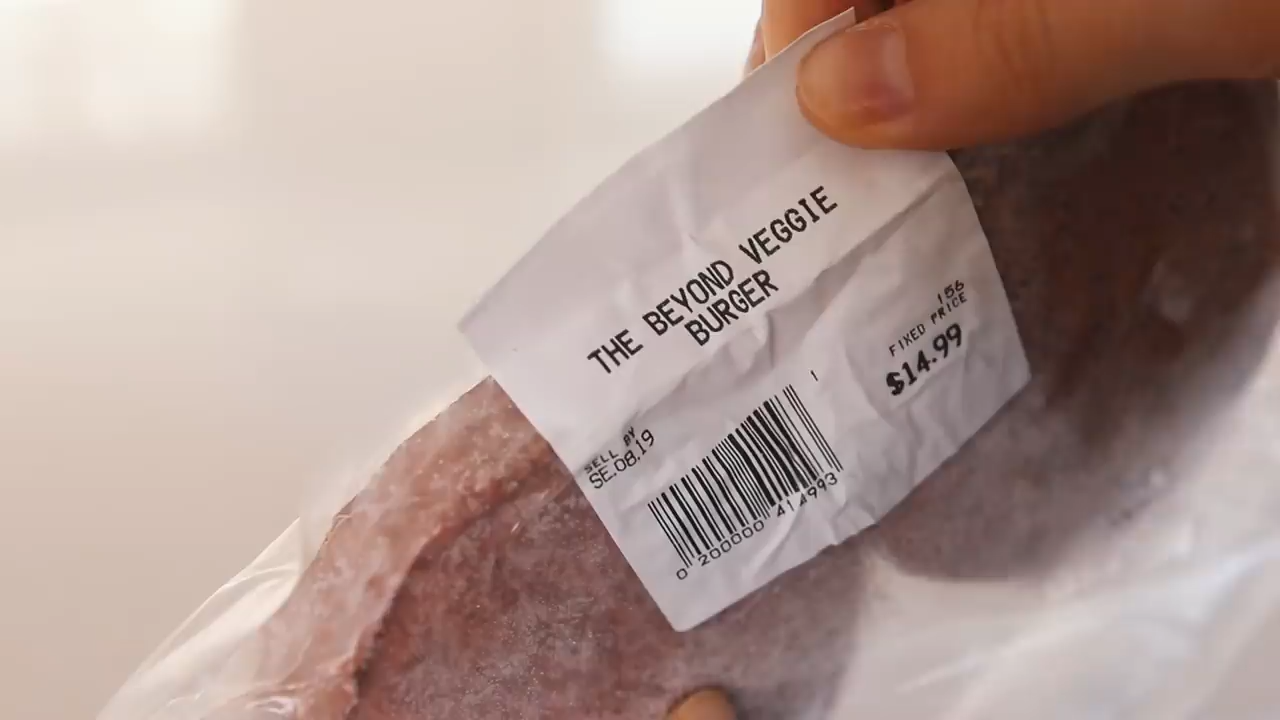 THE BEYOND VEGGIE
BURGER
156
FIXED PRICE
$14.99
SELL BY
SE.08.19
1
0 200000 414993